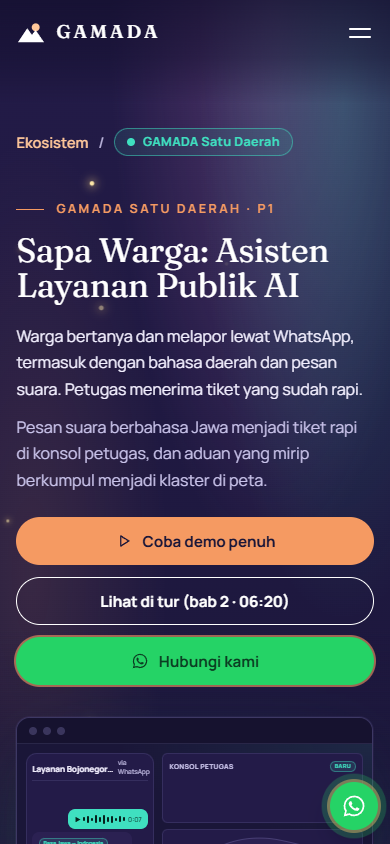 GAMADA
Ekosistem / GAMADA Satu Daerah
GAMADA SATU DAERAH · P1
Sapa Warga: Asisten
Layanan Publik AI
Warga bertanya dan melapor lewat WhatsApp,
termasuk dengan bahasa daerah dan pesan
suara. Petugas menerima tiket yang sudah rapi.
Pesan suara berbahasa Jawa menjadi tiket rapi
di konsol petugas, dan aduan yang mirip
berkumpul menjadi klaster di peta.
Coba demo penuh
Lihat di tur (bab 2 · 06:20)
Hubungi kami
Layanan Bojonegor… via
WhatsApp
KONSOL PETUGAS BARU
0:07